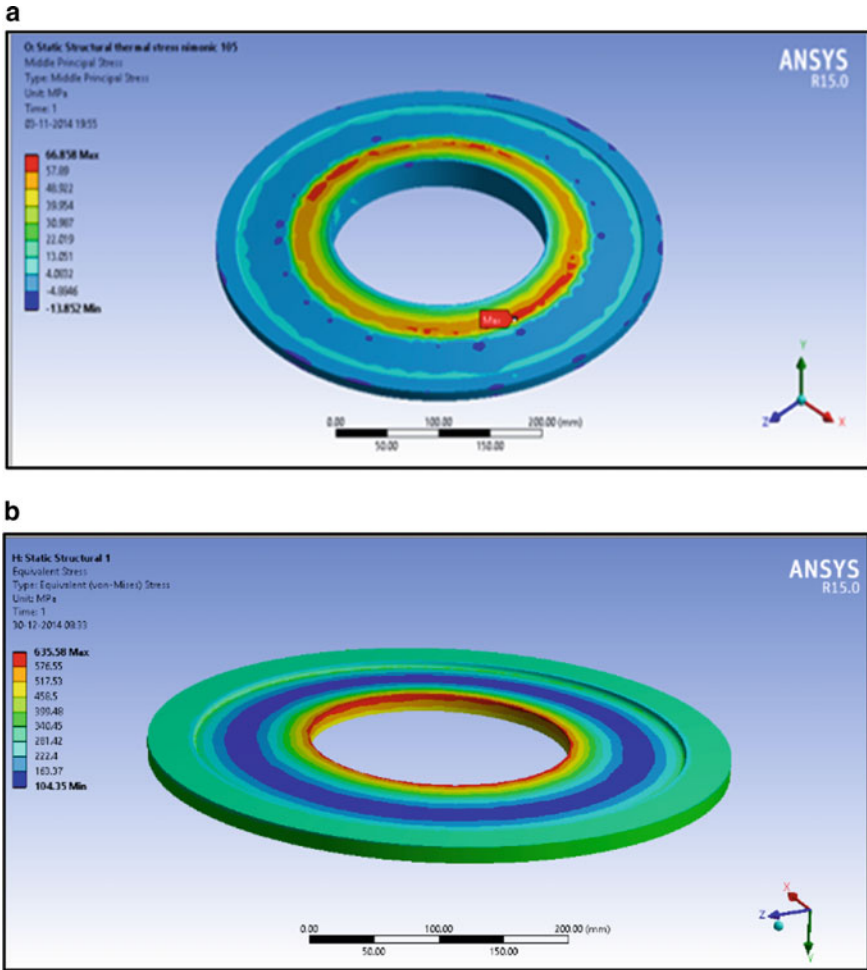 a
O: Static Structural thermal stress nimonic 105
Middle Principal Stress
Type: Middle Principal Stress
Unit: MPa
Time: 1
03-11-2014 19:55
ANSYS
R15.0
66.858 Max
57.89
48.922
39.954
30.987
22.019
13.051
4.0832
-4.8846
-13.852 Min
Max
Y
Z
X
0.00
100.00
200.00 (mm)
50.00
150.00
b
H: Static Structural 1
Equivalent Stress
Type: Equivalent (von-Mises) Stress
Unit: MPa
Time: 1
30-12-2014 09:33
ANSYS
R15.0
635.58 Max
576.55
517.53
458.5
399.48
340.45
281.42
222.4
163.37
104.35 Min
X
Z
Y
0.00
100.00
200.00 (mm)
50.00
150.00